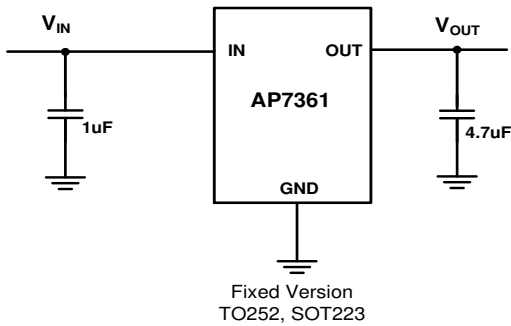 VIN
VOUT
IN
OUT
AP7361
1uF
4.7uF
GND
Fixed Version
TO252, SOT223